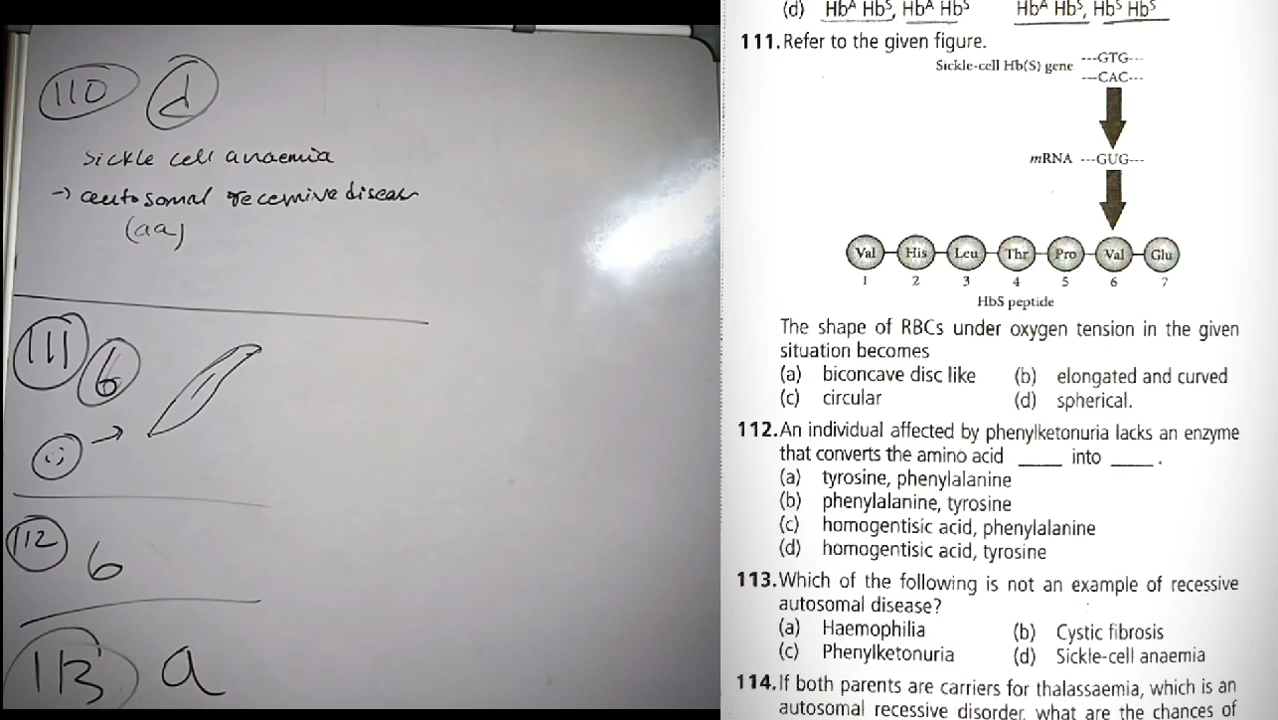 110 d
sickle cell anaemia
→ autosomal recessive disease
(aa)
111 b
112 b
113 a
(d) Hbᴬ Hbˢ, Hbᴬ Hbˢ Hbᴬ Hbˢ, Hbˢ Hbˢ
111. Refer to the given figure.
Sickle-cell Hb(S) gene ---GTG---
---CAC---
mRNA ---GUG---
Val His Leu Thr Pro Val Glu
1 2 3 4 5 6 7
HbS peptide
The shape of RBCs under oxygen tension in the given
situation becomes
(a) biconcave disc like (b) elongated and curved
(c) circular (d) spherical.
112. An individual affected by phenylketonuria lacks an enzyme
that converts the amino acid ____ into ____ .
(a) tyrosine, phenylalanine
(b) phenylalanine, tyrosine
(c) homogentisic acid, phenylalanine
(d) homogentisic acid, tyrosine
113. Which of the following is not an example of recessive
autosomal disease?
(a) Haemophilia (b) Cystic fibrosis
(c) Phenylketonuria (d) Sickle-cell anaemia
114. If both parents are carriers for thalassaemia, which is an
autosomal recessive disorder, what are the chances of